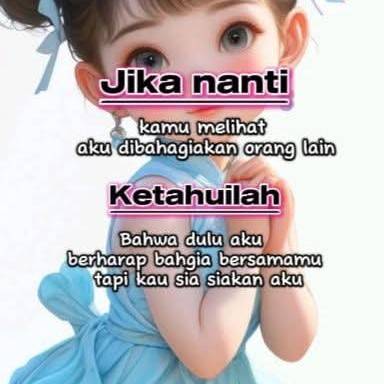 Jika nanti
kamu melihat
aku dibahagiakan orang lain
Ketahuilah
Bahwa dulu aku
berharap bahgia bersamamu
tapi kau sia siakan aku